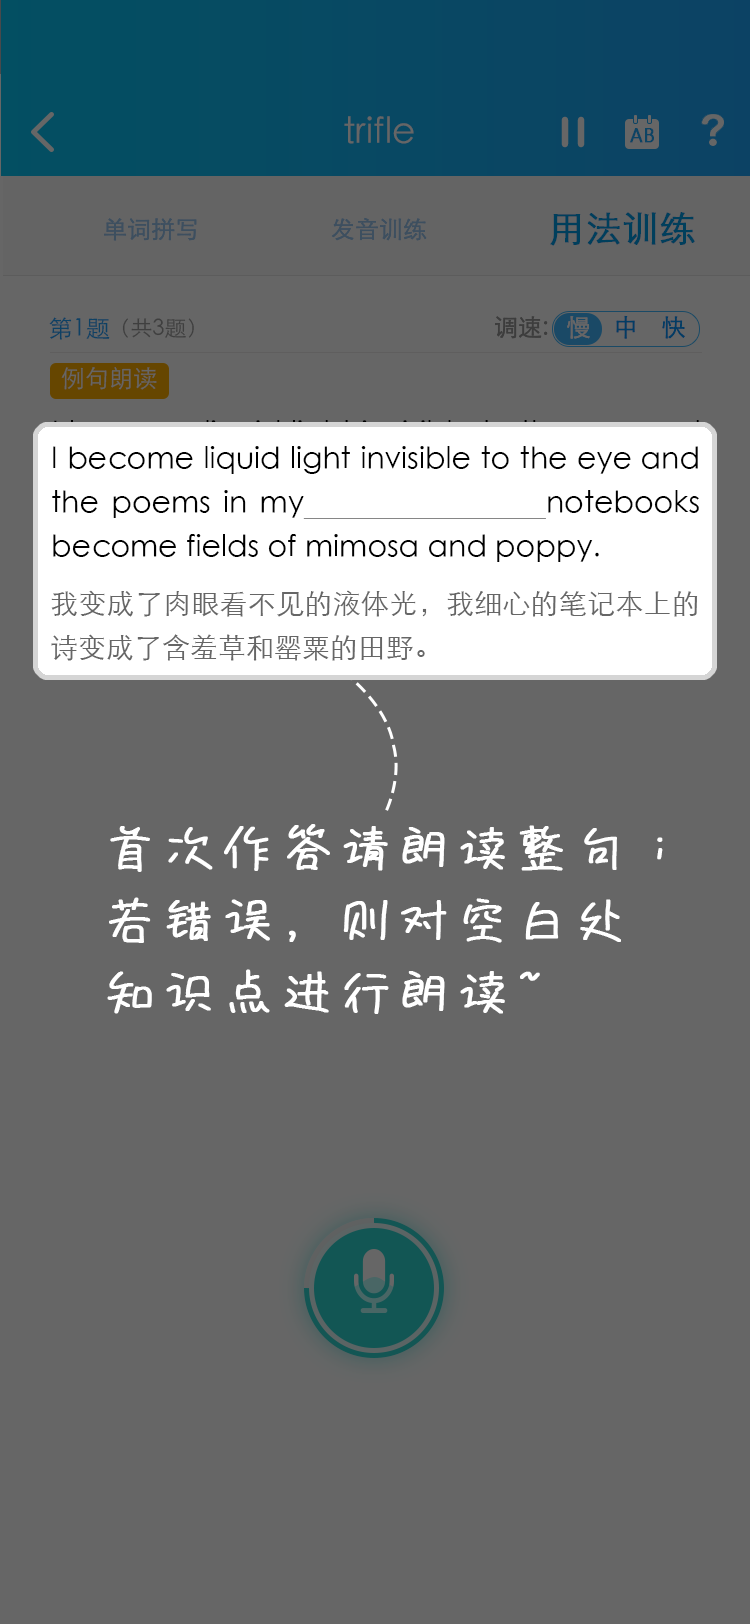 trifle
AB
?
单词拼写 发音训练 用法训练
第1题（共3题） 调速: 慢 中 快
例句朗读
I become liquid light invisible to the eye and
the poems in my________________notebooks
become fields of mimosa and poppy.
我变成了肉眼看不见的液体光，我细心的笔记本上的
诗变成了含羞草和罂粟的田野。
首次作答请朗读整句；
若错误，则对空白处
知识点进行朗读~